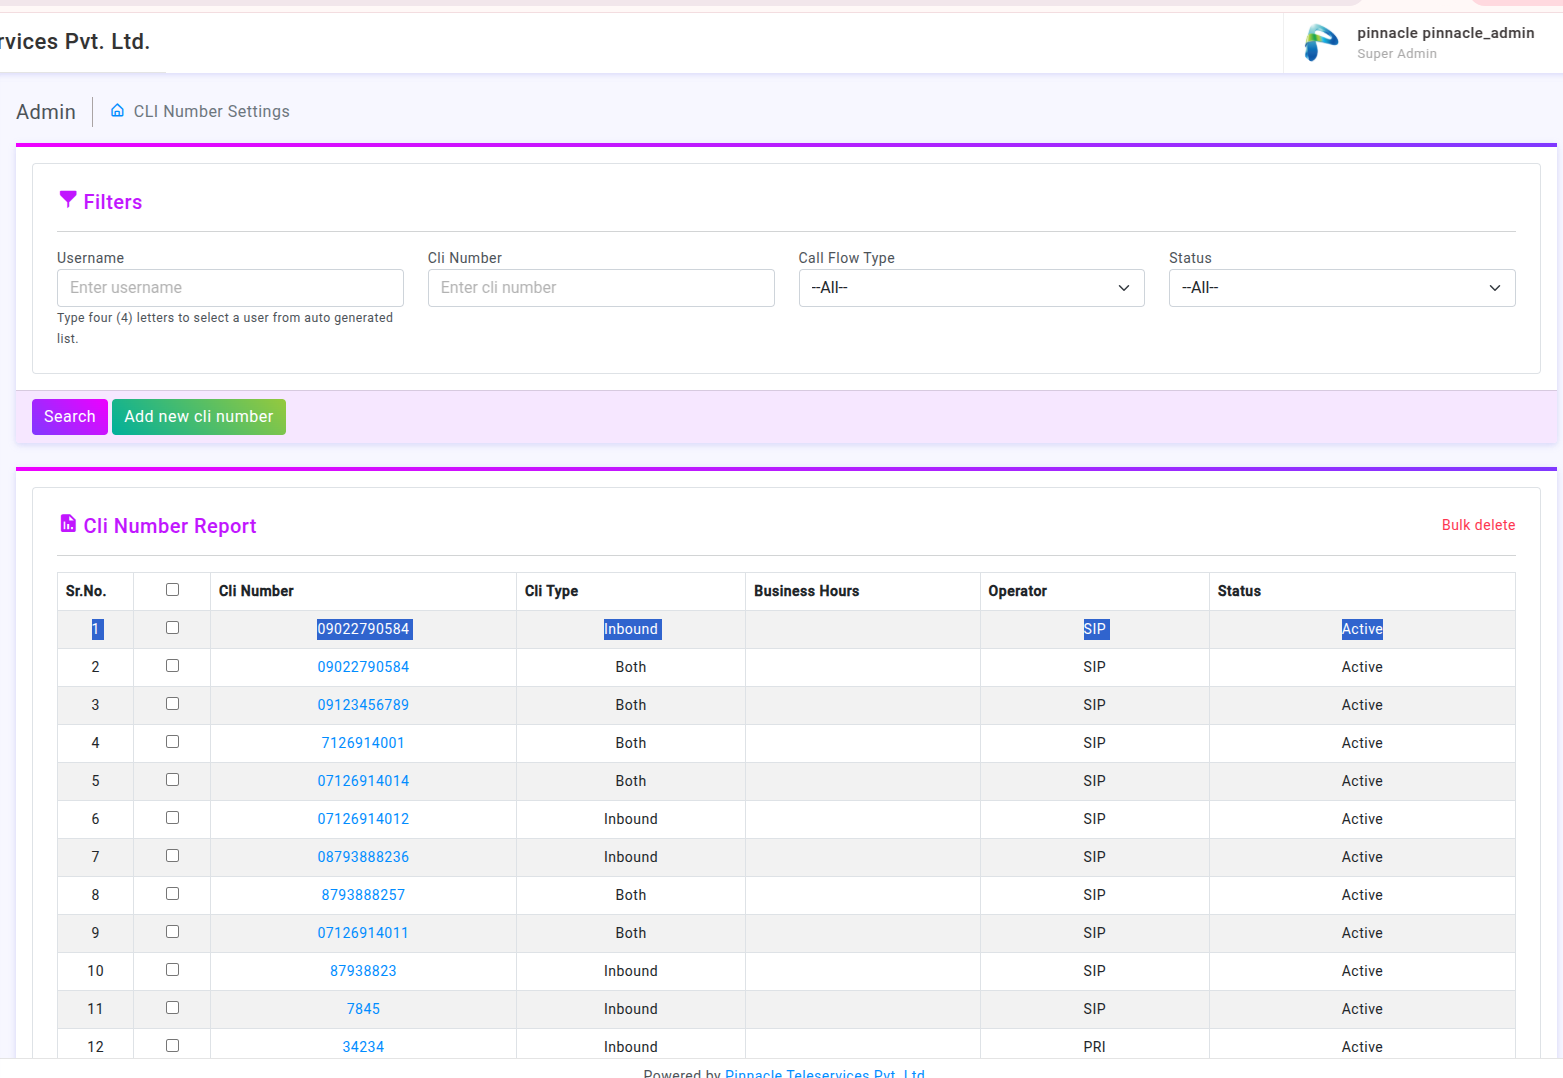 rvices Pvt. Ltd.
pinnacle pinnacle_admin
Super Admin
Admin
CLI Number Settings
Filters
Username
Cli Number
Call Flow Type
Status
Enter username
Enter cli number
--All--
--All--
Type four (4) letters to select a user from auto generated
list.
Search
Add new cli number
Cli Number Report
Bulk delete
Sr.No. Cli Number Cli Type Business Hours Operator Status
1 09022790584 Inbound SIP Active
2 09022790584 Both SIP Active
3 09123456789 Both SIP Active
4 7126914001 Both SIP Active
5 07126914014 Both SIP Active
6 07126914012 Inbound SIP Active
7 08793888236 Inbound SIP Active
8 8793888257 Both SIP Active
9 07126914011 Both SIP Active
10 87938823 Inbound SIP Active
11 7845 Inbound SIP Active
12 34234 Inbound PRI Active
Powered by Pinnacle Teleservices Pvt. Ltd